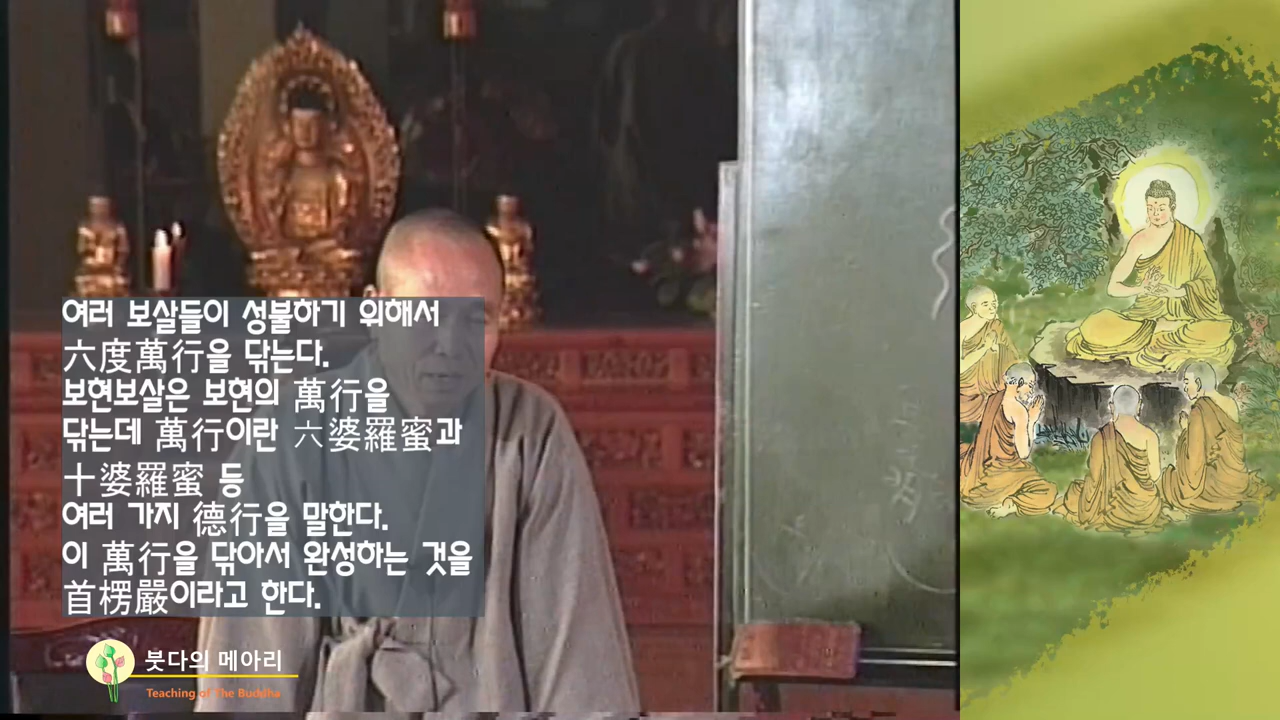 여러 보살들이 성불하기 위해서
六度萬行을 닦는다.
보현보살은 보현의 萬行을
닦는데 萬行이란 六婆羅蜜과
十婆羅蜜 등
여러 가지 德行을 말한다.
이 萬行을 닦아서 완성하는 것을
首楞嚴이라고 한다.
붓다의 메아리
Teaching of The Buddha